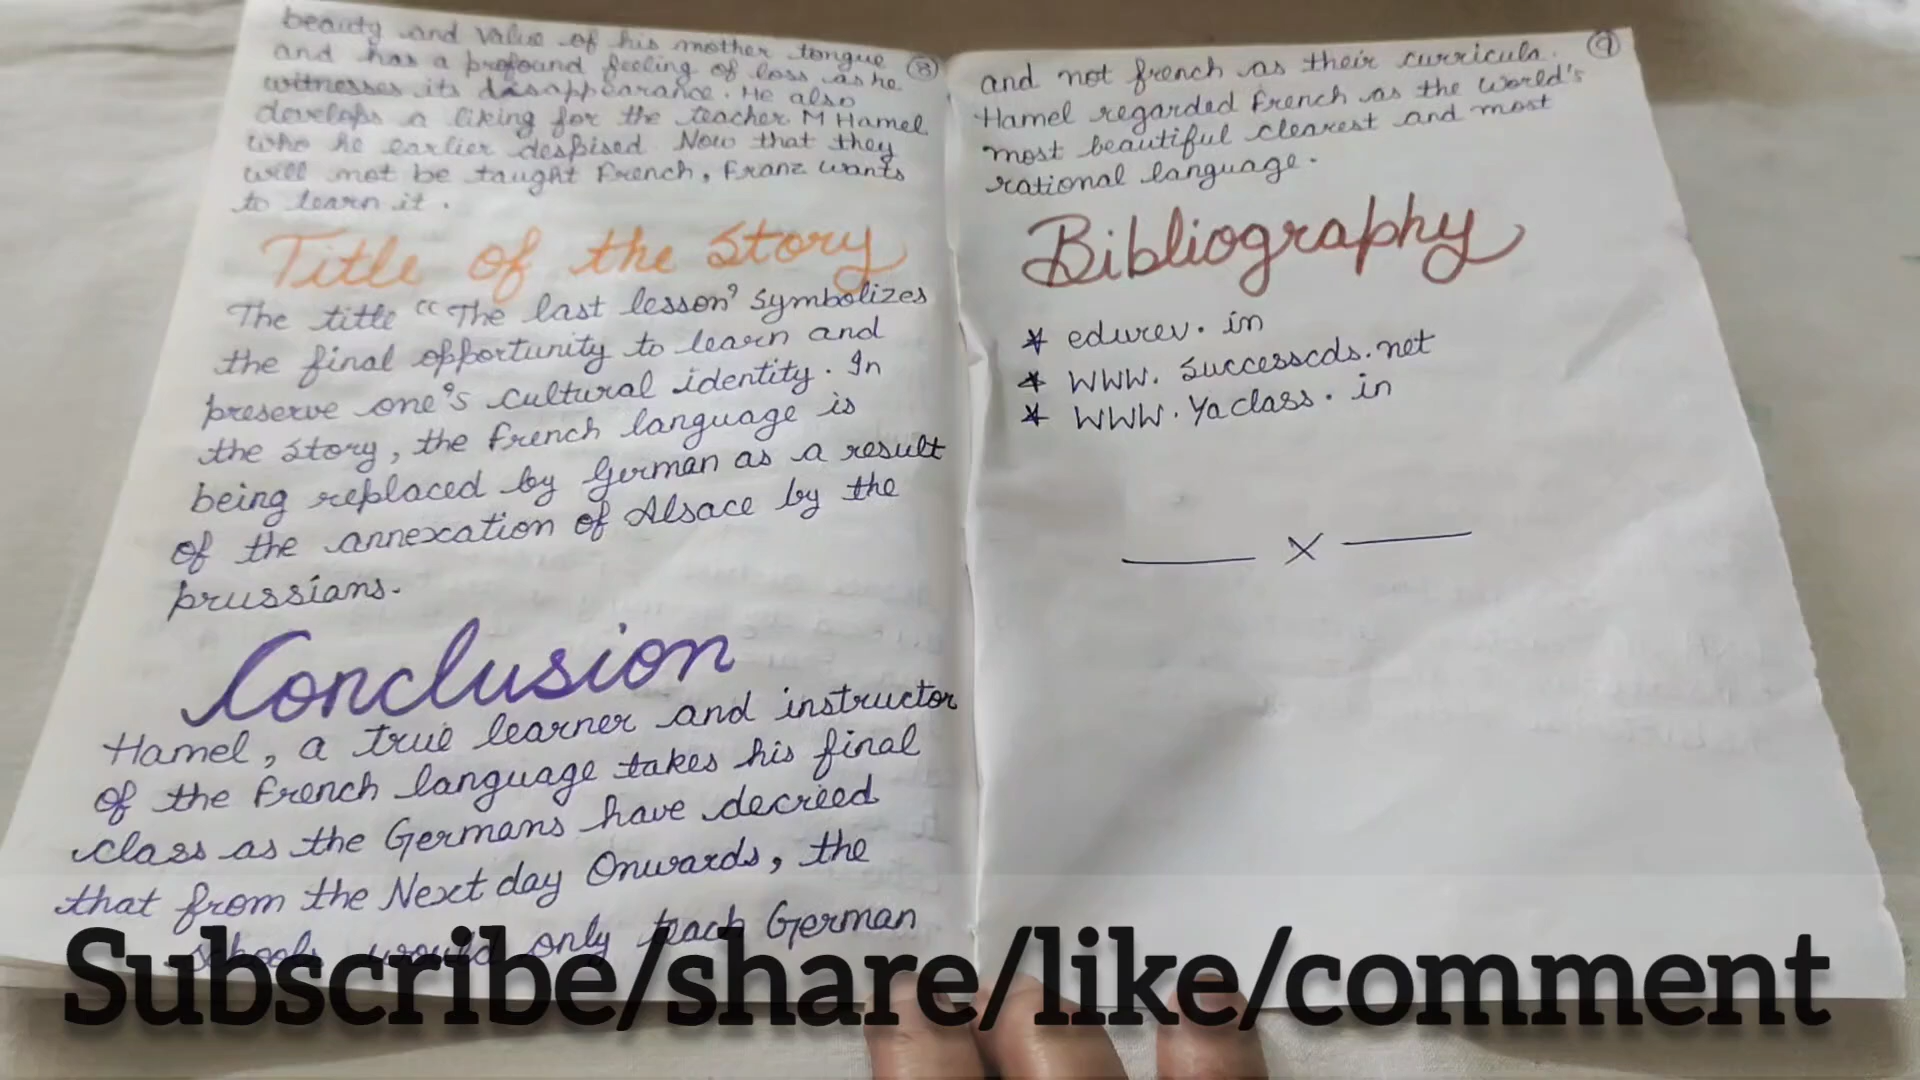 beauty and value of his mother tongue
and has a profound feeling of loss as he
witnesses its disappearance. He also
develops a liking for the teacher M Hamel
who he earlier despised. Now that they
will not be taught French, Franz wants
to learn it.
8
Title of the Story
The title "The last lesson" symbolizes
the final opportunity to learn and
preserve one's cultural identity. In
the story, the French language is
being replaced by German as a result
of the annexcation of Alsace by the
prussians.
Conclusion
Hamel, a true learner and instructor
of the French language takes his final
class as the Germans have decreed
that from the Next day Onwards, the
schools would only teach German
9
and not french as their curricula.
Hamel regarded French as the world's
most beautiful clearest and most
rational language.
Bibliography
* edurev.in
* WWW.Successcds.net
* WWW.Yaclass.in
X
Subscribe/share/like/comment